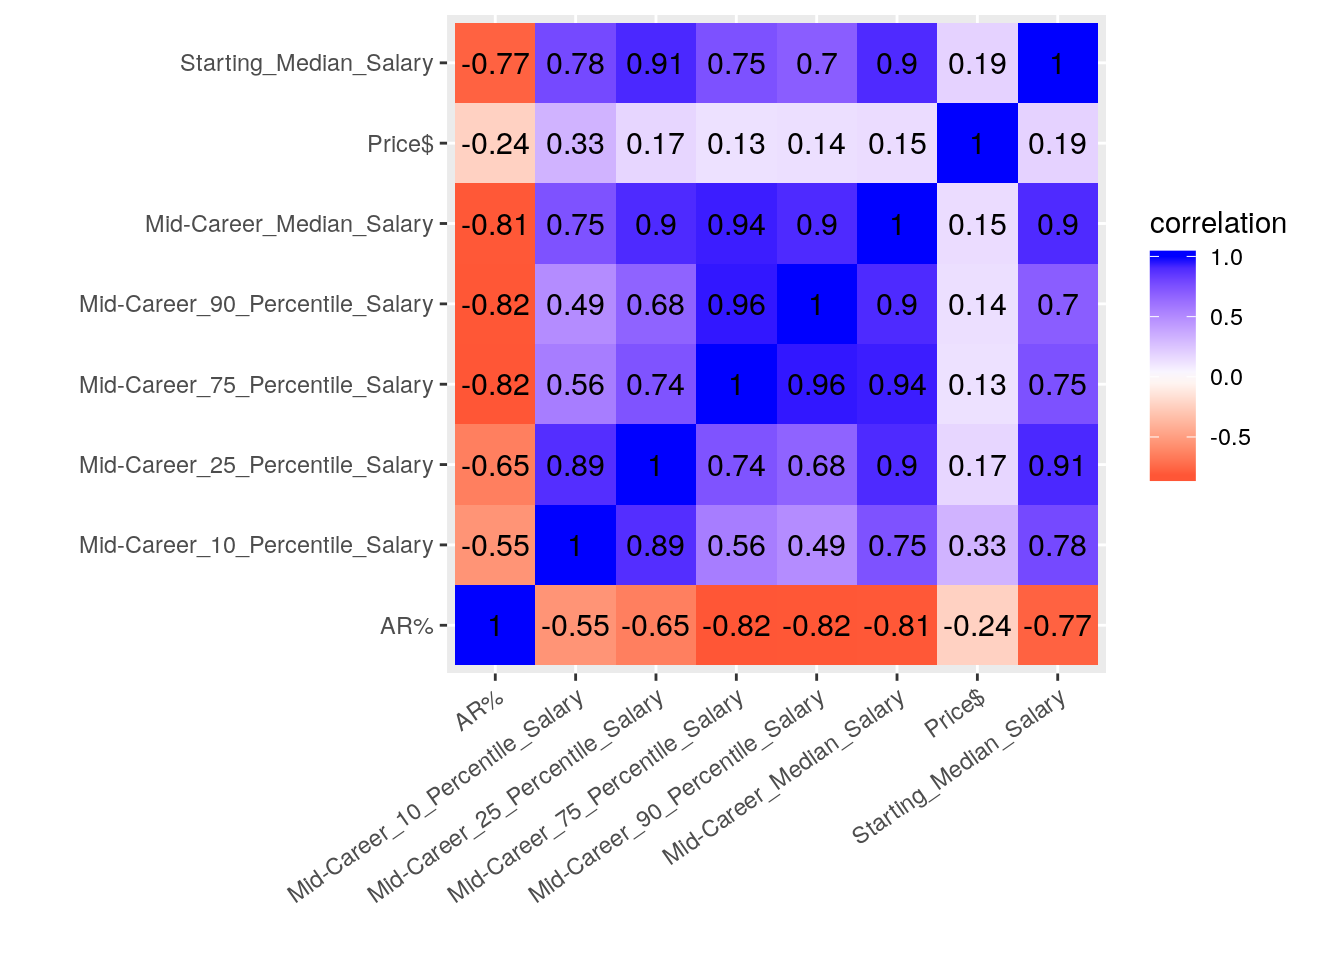 Starting_Median_Salary -0.77 0.78 0.91 0.75 0.7 0.9 0.19 1
Price$ -0.24 0.33 0.17 0.13 0.14 0.15 1 0.19
Mid-Career_Median_Salary -0.81 0.75 0.9 0.94 0.9 1 0.15 0.9
Mid-Career_90_Percentile_Salary -0.82 0.49 0.68 0.96 1 0.9 0.14 0.7
Mid-Career_75_Percentile_Salary -0.82 0.56 0.74 1 0.96 0.94 0.13 0.75
Mid-Career_25_Percentile_Salary -0.65 0.89 1 0.74 0.68 0.9 0.17 0.91
Mid-Career_10_Percentile_Salary -0.55 1 0.89 0.56 0.49 0.75 0.33 0.78
AR% 1 -0.55 -0.65 -0.82 -0.82 -0.81 -0.24 -0.77
AR%
Mid-Career_10_Percentile_Salary
Mid-Career_25_Percentile_Salary
Mid-Career_75_Percentile_Salary
Mid-Career_90_Percentile_Salary
Mid-Career_Median_Salary
Price$
Starting_Median_Salary
correlation
1.0
0.5
0.0
-0.5